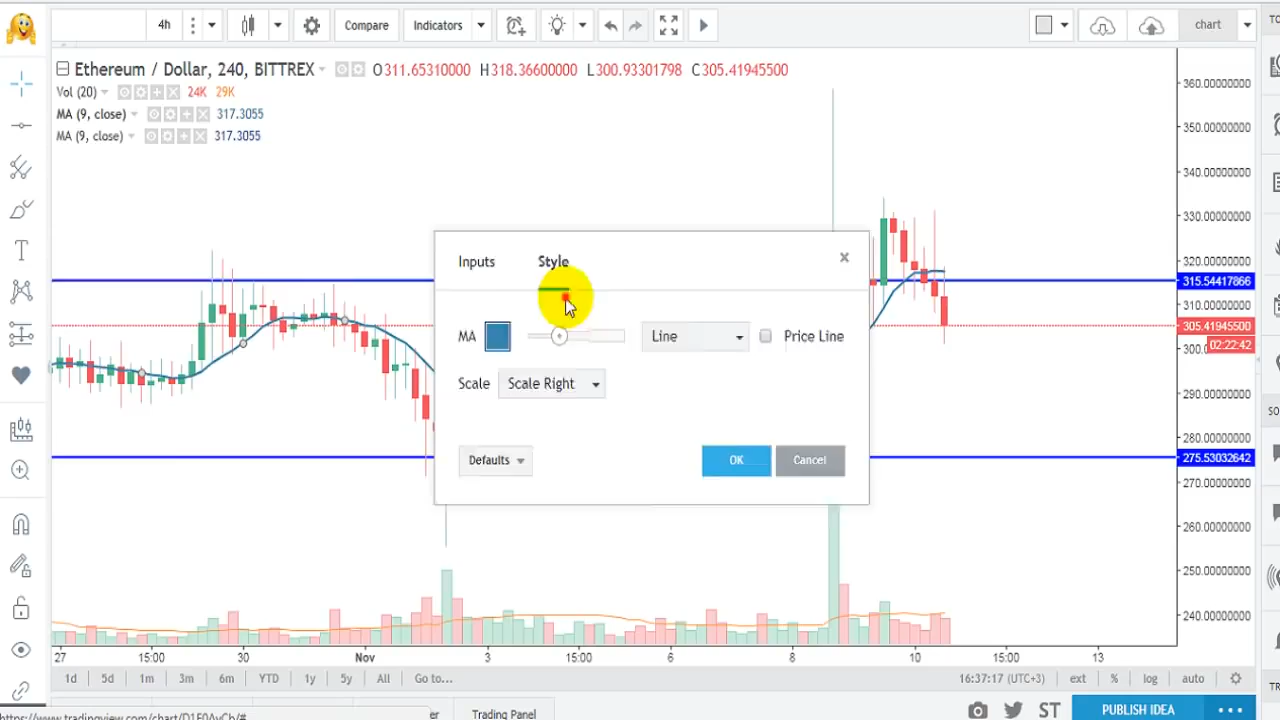 4h Compare Indicators chart
Ethereum / Dollar, 240, BITTREX O311.65310000 H318.36600000 L300.93301798 C305.41945500
Vol (20) 24K 29K
MA (9, close) 317.3055
MA (9, close) 317.3055
360.00000000
350.00000000
340.00000000
330.00000000
320.00000000
315.54417866
310.00000000
305.41945500
02:22:42
300.
290.00000000
280.00000000
275.53032642
270.00000000
260.00000000
250.00000000
240.00000000
Inputs Style
MA Line Price Line
Scale Scale Right
Defaults OK Cancel
27 15:00 30 Nov 3 15:00 6 8 10 15:00 13
1d 5d 1m 3m 6m YTD 1y 5y All Go to... 16:37:17 (UTC+3) ext % log auto
Trading Panel ST PUBLISH IDEA